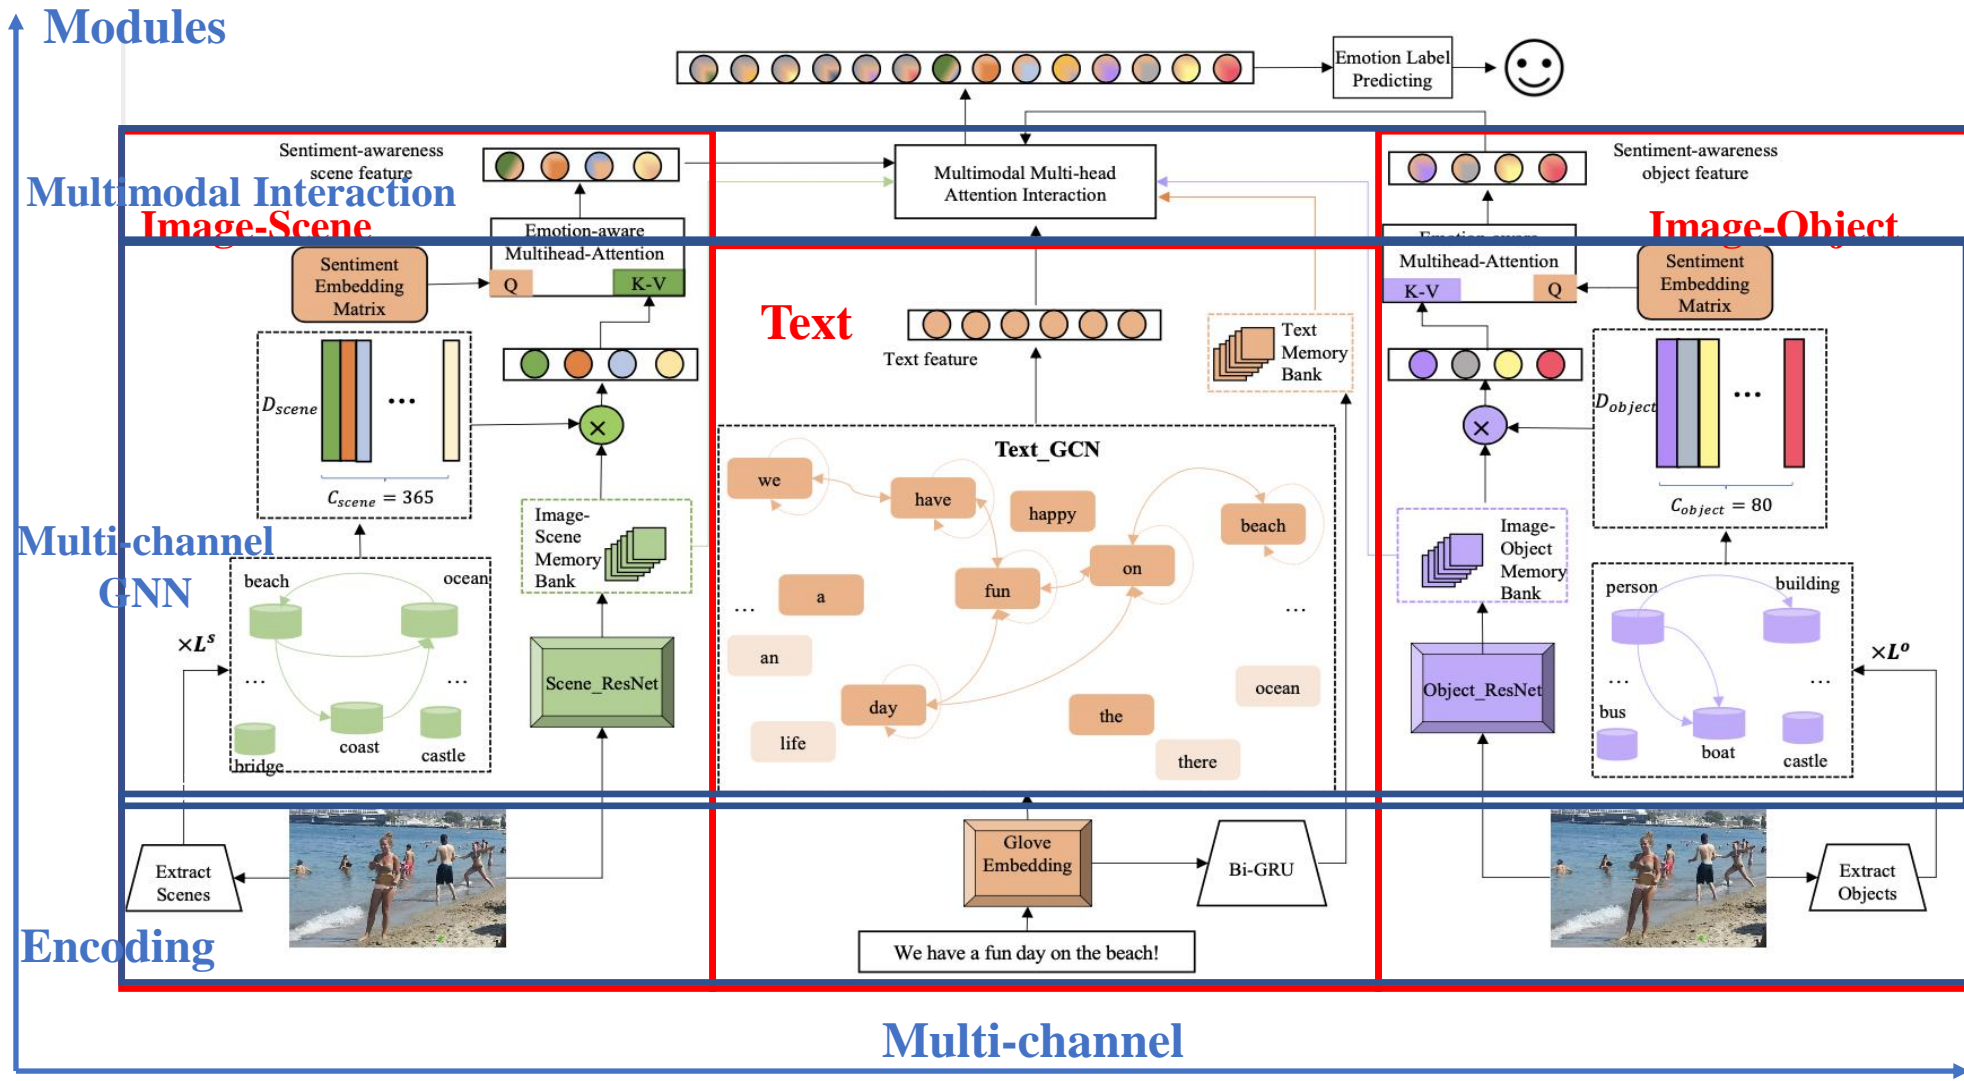 Modules
Emotion Label
Predicting
Sentiment-awareness
scene feature
Multimodal Multi-head
Attention Interaction
Sentiment-awareness
object feature
Multimodal Interaction
Image-Scene
Image-Object
Emotion-aware
Multihead-Attention
Q
K-V
Sentiment
Embedding
Matrix
Emotion-aware
Multihead-Attention
K-V
Q
Sentiment
Embedding
Matrix
Text
Text feature
Text
Memory
Bank
D_scene
...
C_scene = 365
×
D_object
...
C_object = 80
×
Text_GCN
we
have
happy
beach
on
fun
a
...
...
an
day
the
ocean
life
there
Image-
Scene
Memory
Bank
Image-
Object
Memory
Bank
Multi-channel
GNN
beach
ocean
×L^s
...
...
bridge
coast
castle
Scene_ResNet
Object_ResNet
person
building
×L^o
...
...
bus
boat
castle
Extract
Scenes
Glove
Embedding
Bi-GRU
Extract
Objects
Encoding
We have a fun day on the beach!
Multi-channel